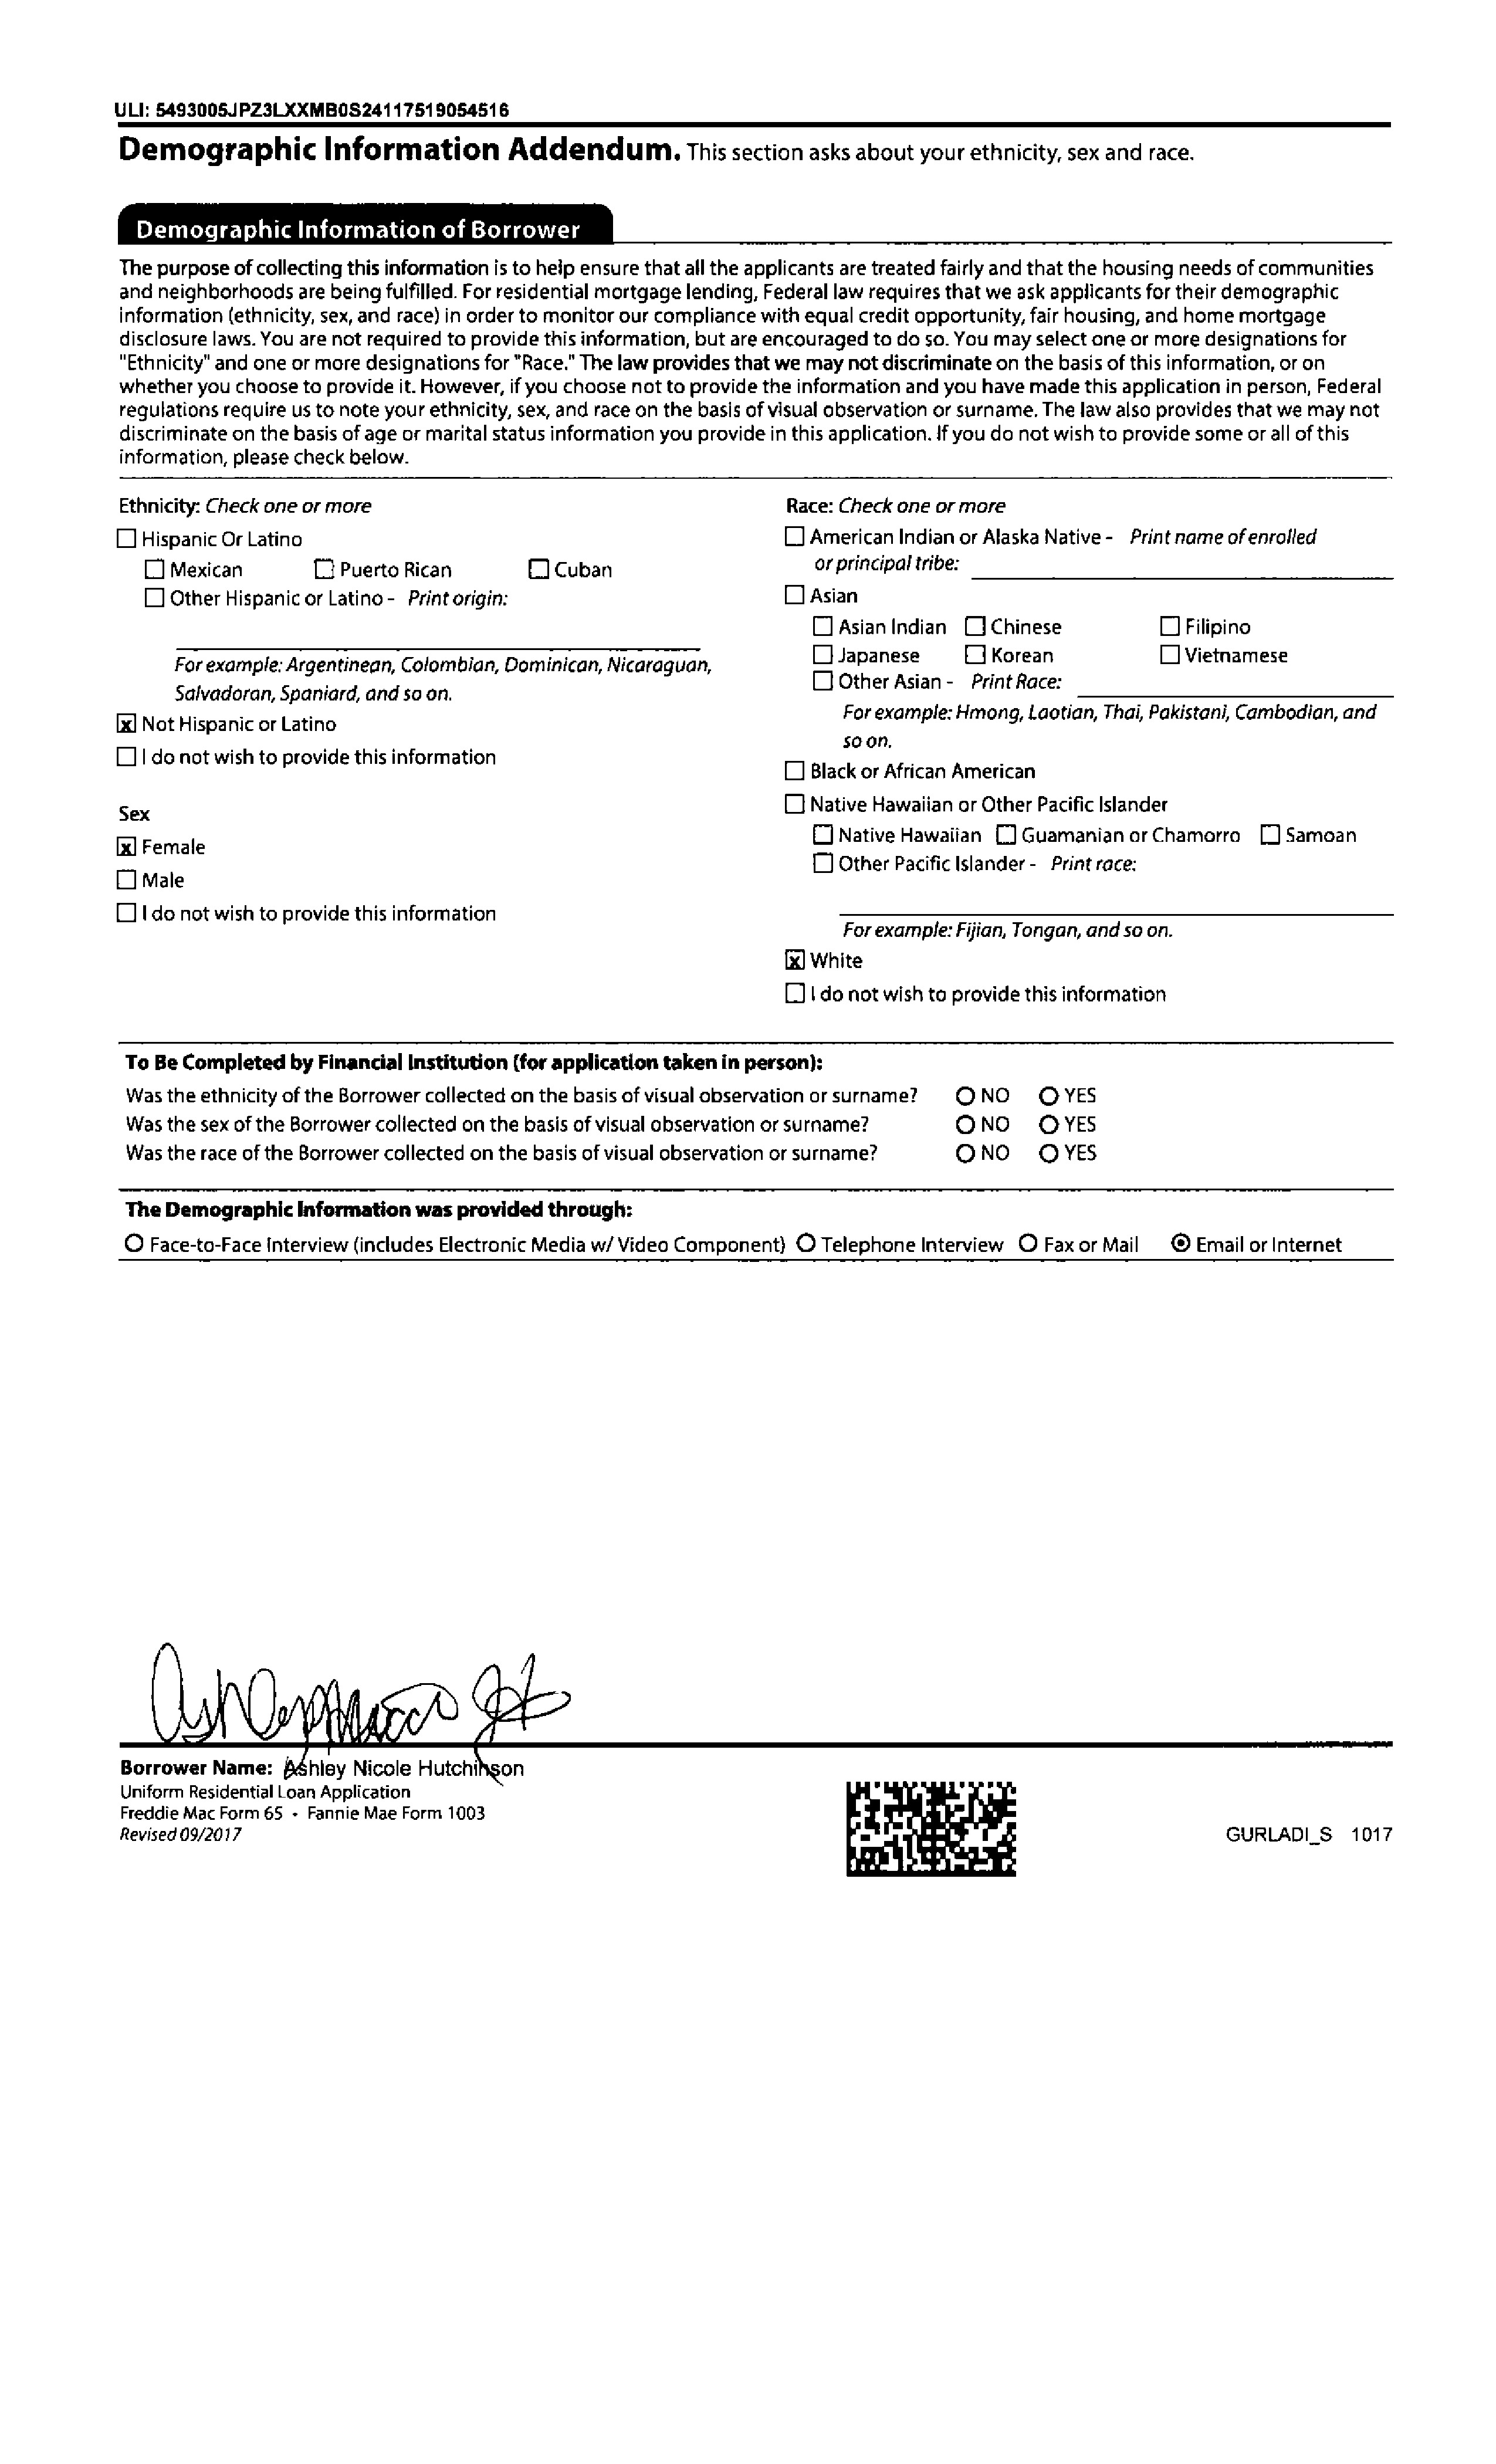 ULI: 5493005JPZ3LXXMB0S24117519054516
Demographic Information Addendum. This section asks about your ethnicity, sex and race.
Demographic Information of Borrower
The purpose of collecting this information is to help ensure that all the applicants are treated fairly and that the housing needs of communities
and neighborhoods are being fulfilled. For residential mortgage lending, Federal law requires that we ask applicants for their demographic
information (ethnicity, sex, and race) in order to monitor our compliance with equal credit opportunity, fair housing, and home mortgage
disclosure laws. You are not required to provide this information, but are encouraged to do so. You may select one or more designations for
"Ethnicity" and one or more designations for "Race." The law provides that we may not discriminate on the basis of this information, or on
whether you choose to provide it. However, if you choose not to provide the information and you have made this application in person, Federal
regulations require us to note your ethnicity, sex, and race on the basis of visual observation or surname. The law also provides that we may not
discriminate on the basis of age or marital status information you provide in this application. If you do not wish to provide some or all of this
information, please check below.
Ethnicity: Check one or more
Hispanic Or Latino
Mexican Puerto Rican Cuban
Other Hispanic or Latino - Print origin:
For example: Argentinean, Colombian, Dominican, Nicaraguan,
Salvadoran, Spaniard, and so on.
x Not Hispanic or Latino
I do not wish to provide this information
Sex
x Female
Male
I do not wish to provide this information
Race: Check one or more
American Indian or Alaska Native - Print name of enrolled
or principal tribe:
Asian
Asian Indian Chinese Filipino
Japanese Korean Vietnamese
Other Asian - Print Race:
For example: Hmong, Laotian, Thai, Pakistani, Cambodian, and
so on.
Black or African American
Native Hawaiian or Other Pacific Islander
Native Hawaiian Guamanian or Chamorro Samoan
Other Pacific Islander - Print race:
For example: Fijian, Tongan, and so on.
x White
I do not wish to provide this information
To Be Completed by Financial Institution (for application taken in person):
Was the ethnicity of the Borrower collected on the basis of visual observation or surname? NO YES
Was the sex of the Borrower collected on the basis of visual observation or surname? NO YES
Was the race of the Borrower collected on the basis of visual observation or surname? NO YES
The Demographic Information was provided through:
Face-to-Face Interview (includes Electronic Media w/ Video Component) Telephone Interview Fax or Mail Email or Internet
Borrower Name: Ashley Nicole Hutchinson
Uniform Residential Loan Application
Freddie Mac Form 65 • Fannie Mae Form 1003
Revised 09/2017
GURLADI_S 1017